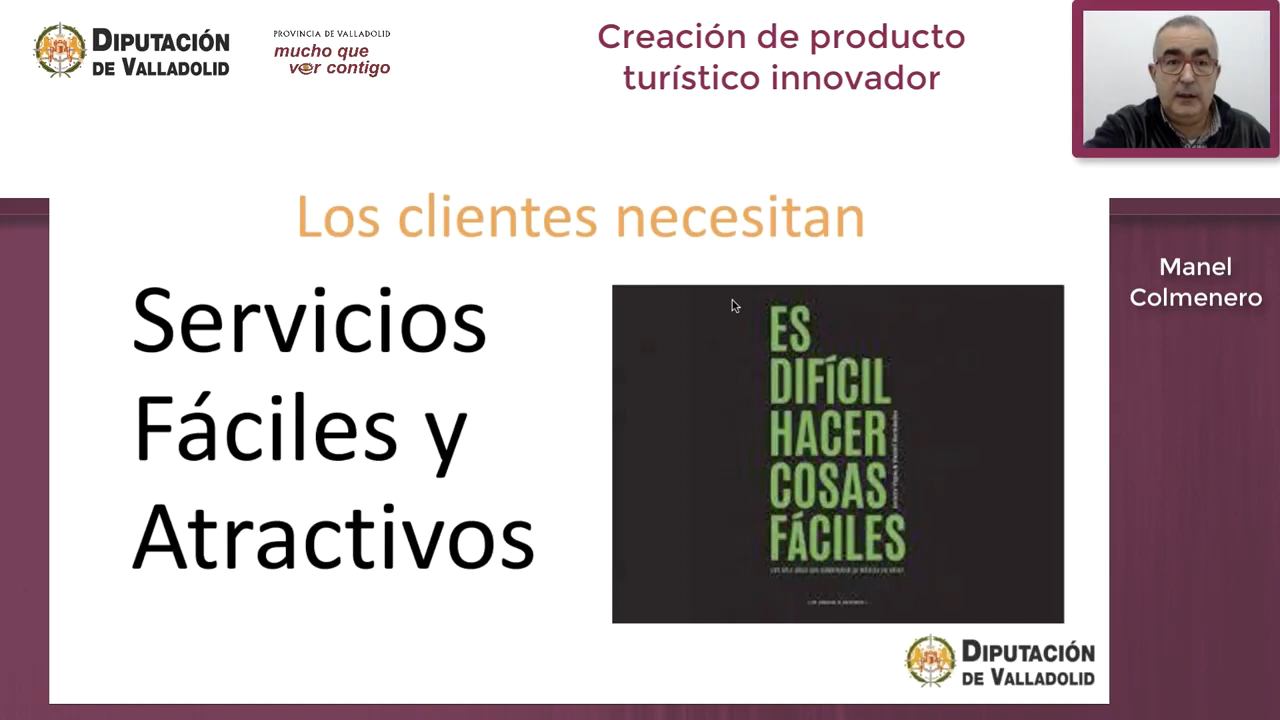 DIPUTACIÓN
DE VALLADOLID
PROVINCIA DE VALLADOLID
mucho que
ver contigo
Creación de producto
turístico innovador
Manel
Colmenero
Los clientes necesitan
Servicios
Fáciles y
Atractivos
ES
DIFÍCIL
HACER
COSAS
FÁCILES
DIPUTACIÓN
DE VALLADOLID